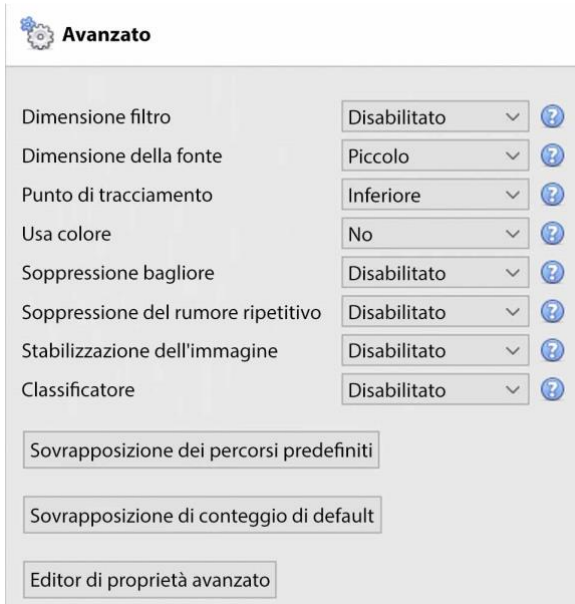 Avanzato
Dimensione filtro Disabilitato ?
Dimensione della fonte Piccolo ?
Punto di tracciamento Inferiore ?
Usa colore No ?
Soppressione bagliore Disabilitato ?
Soppressione del rumore ripetitivo Disabilitato ?
Stabilizzazione dell'immagine Disabilitato ?
Classificatore Disabilitato ?
Sovrapposizione dei percorsi predefiniti
Sovrapposizione di conteggio di default
Editor di proprietà avanzato